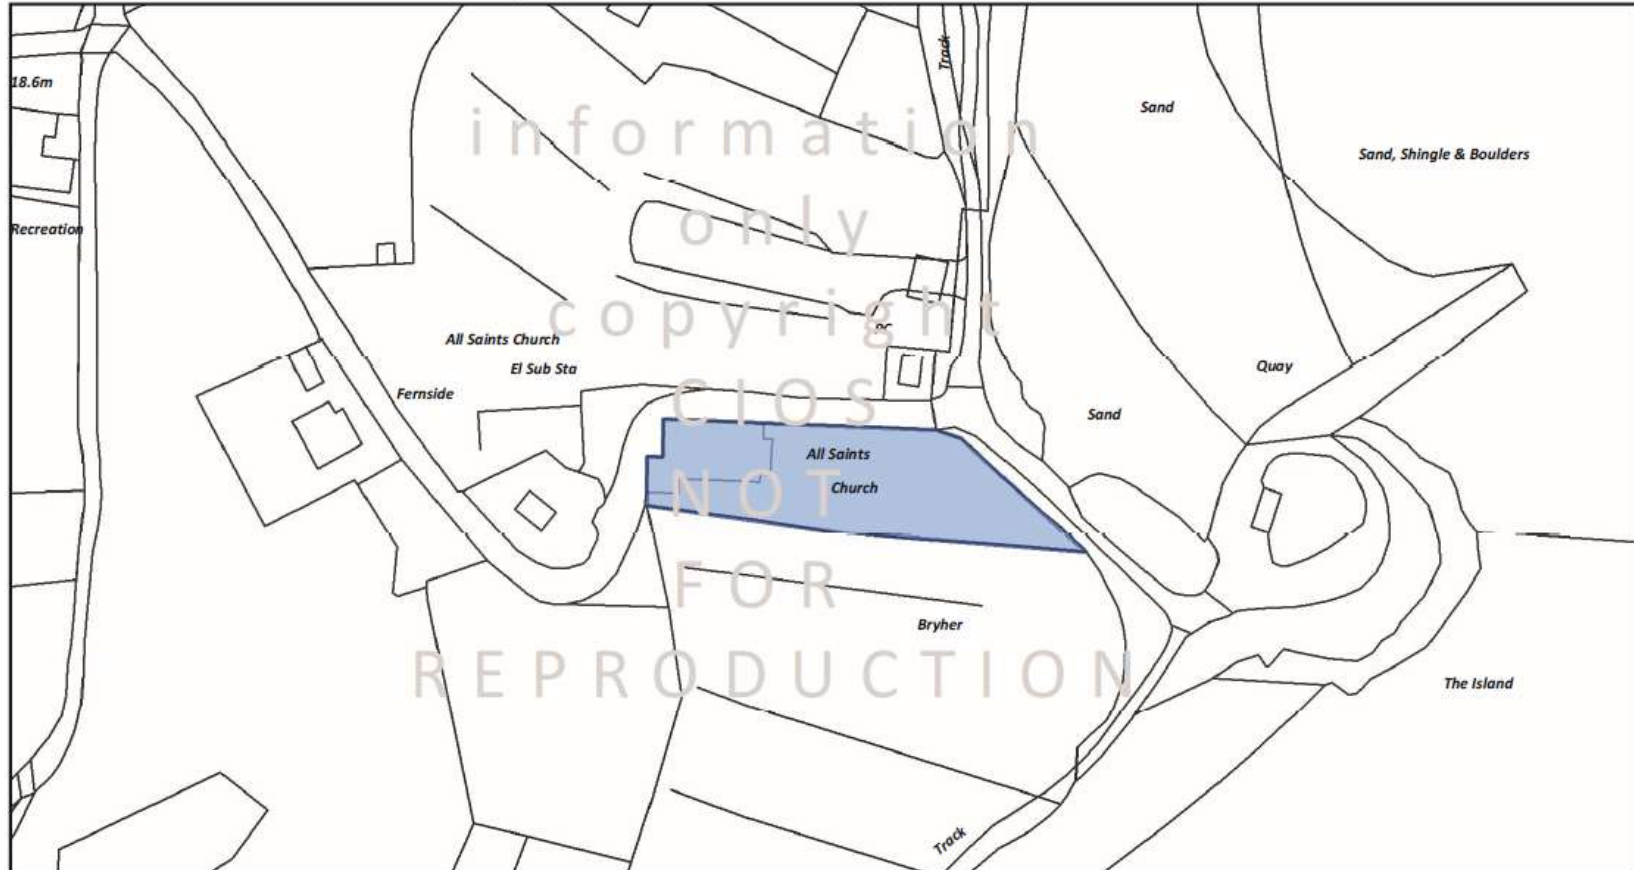 Track
18.6m
Sand
Sand, Shingle & Boulders
information
Recreation
only
copyright
PC
All Saints Church
El Sub Sta
Quay
Fernside
CIOS
Sand
All Saints
Church
NOT
FOR
Bryher
REPRODUCTION
The Island
Track